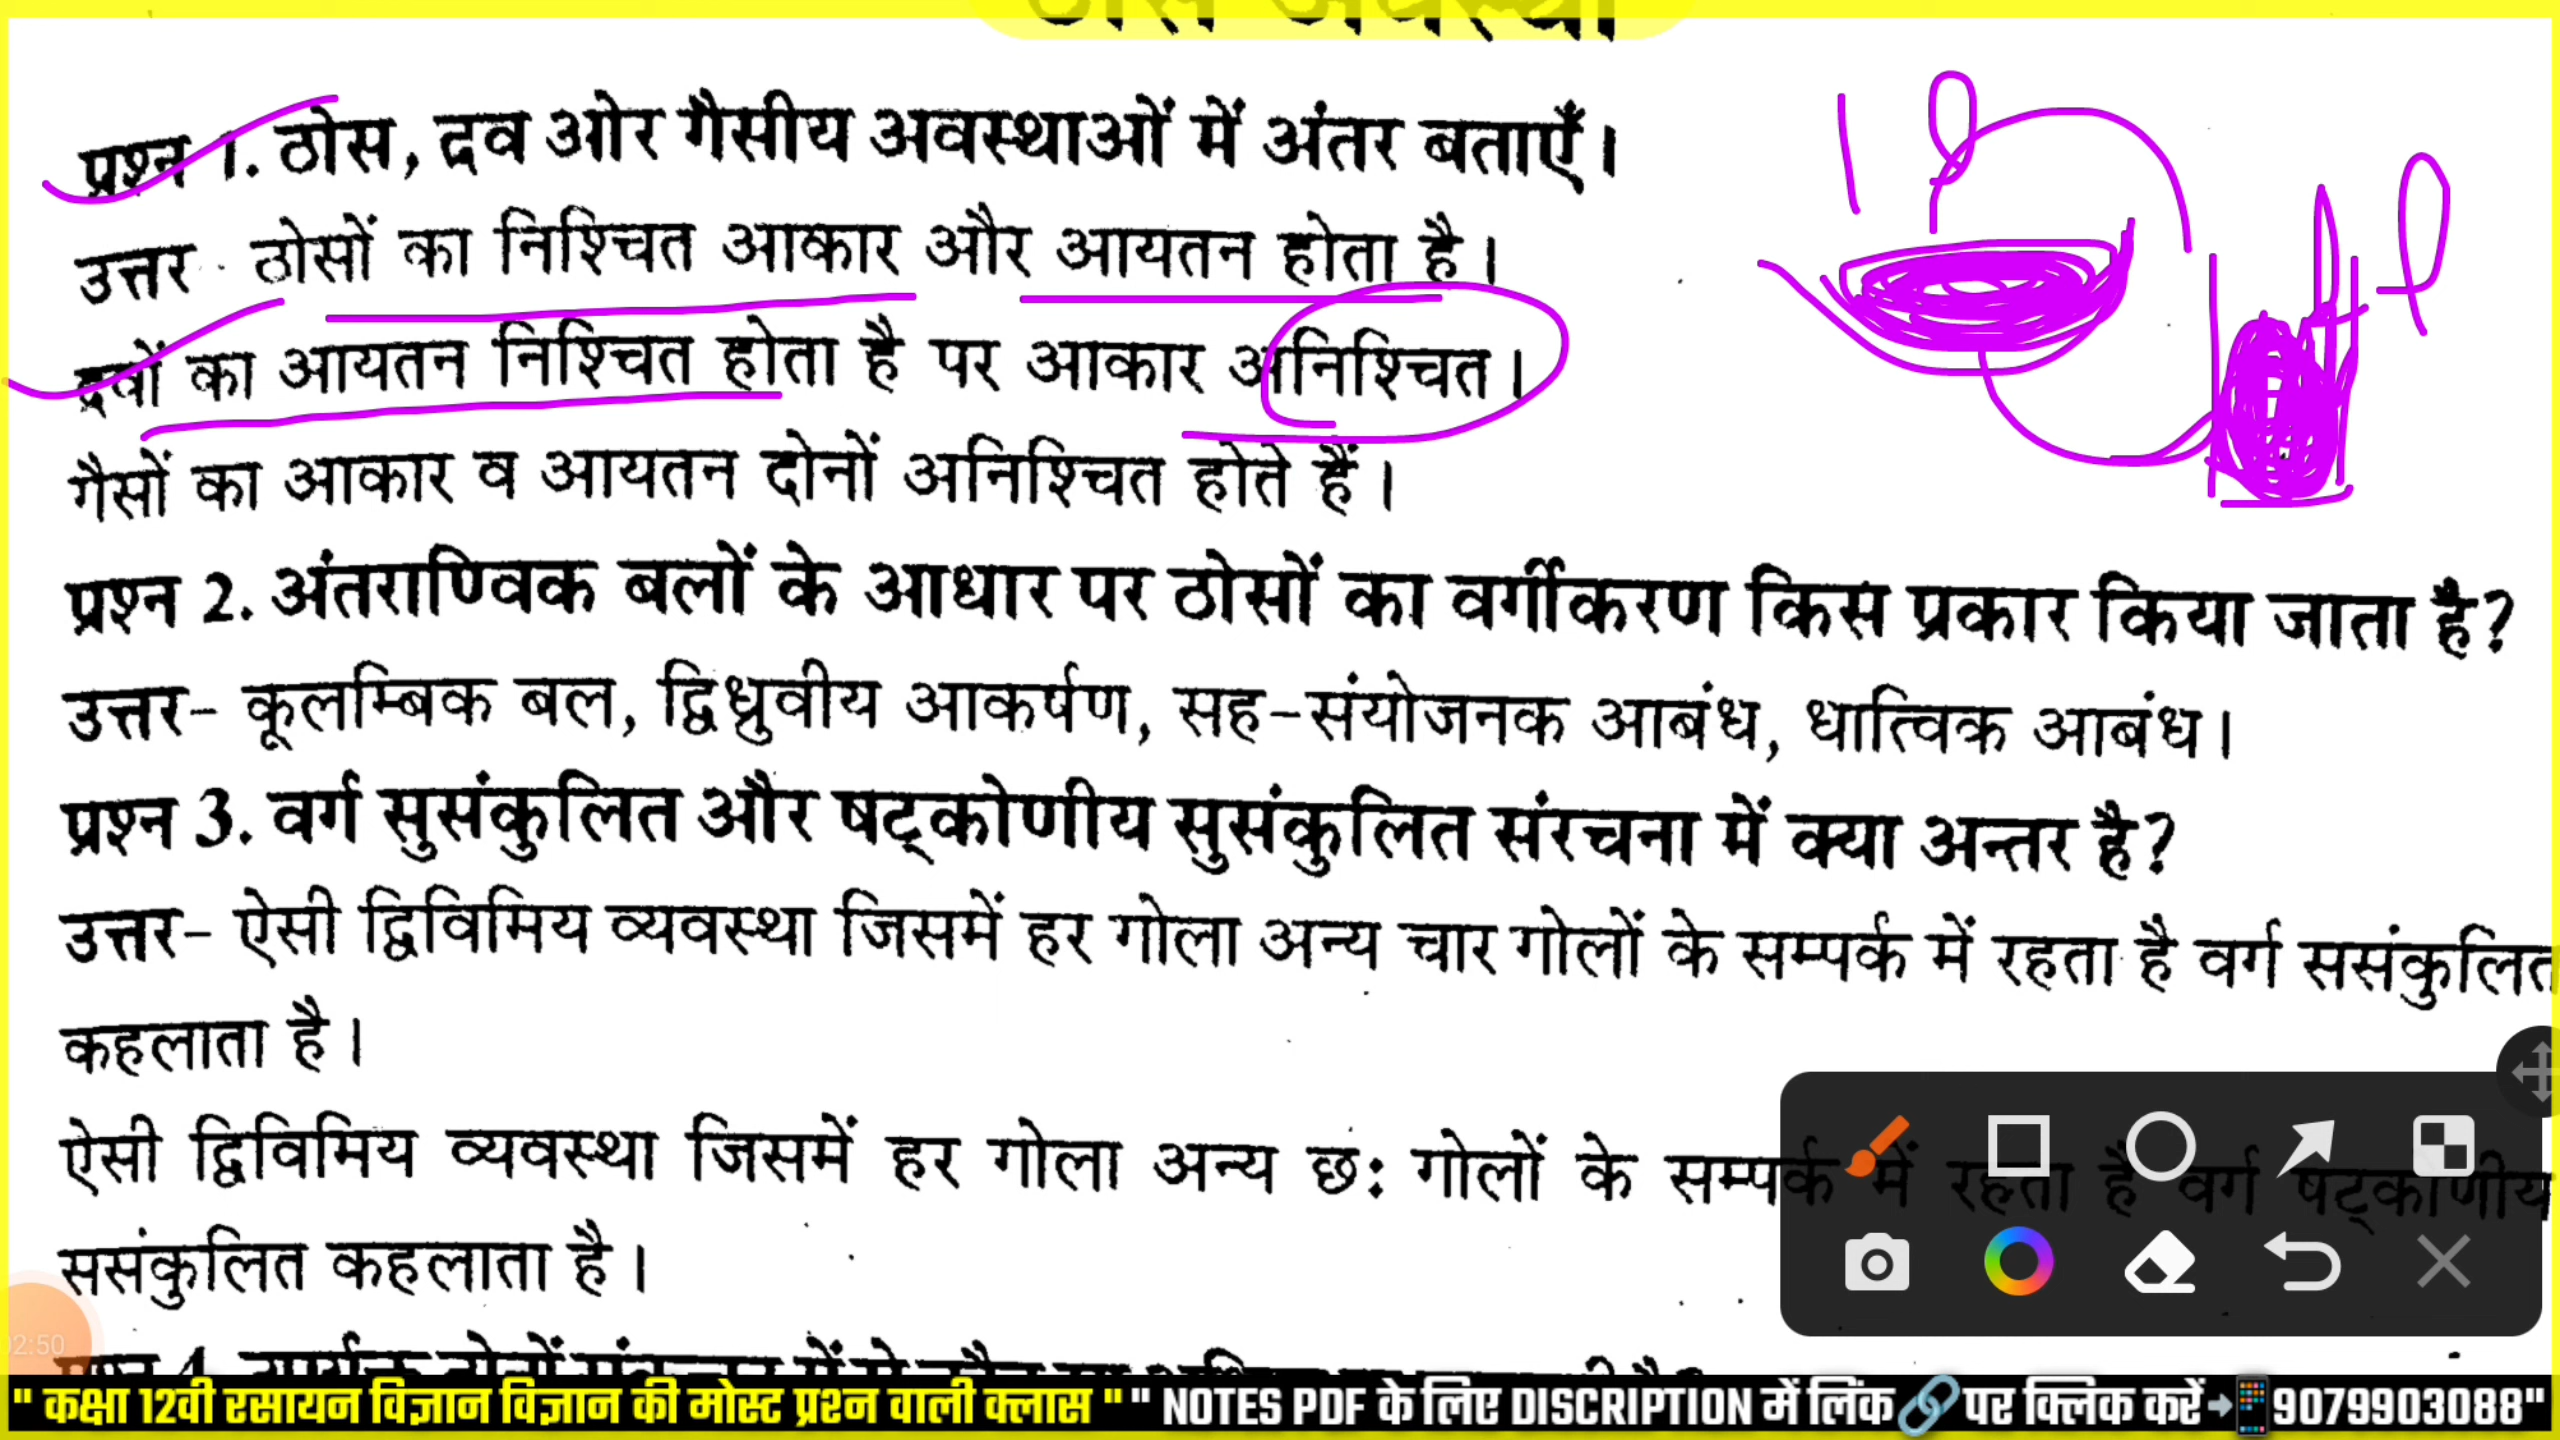 ठोस अवस्था
प्रश्न 1. ठोस, द्रव ओर गैसीय अवस्थाओं में अंतर बताएँ।
उत्तर - ठोसों का निश्चित आकार और आयतन होता है।
द्रवों का आयतन निश्चित होता है पर आकार अनिश्चित।
गैसों का आकार व आयतन दोनों अनिश्चित होते हैं।
प्रश्न 2. अंतराण्विक बलों के आधार पर ठोसों का वर्गीकरण किस प्रकार किया जाता है?
उत्तर- कूलम्बिक बल, द्विध्रुवीय आकर्षण, सह-संयोजनक आबंध, धात्विक आबंध।
प्रश्न 3. वर्ग सुसंकुलित और षट्कोणीय सुसंकुलित संरचना में क्या अन्तर है?
उत्तर- ऐसी द्विविमिय व्यवस्था जिसमें हर गोला अन्य चार गोलों के सम्पर्क में रहता है वर्ग ससंकुलित
कहलाता है।
ऐसी द्विविमिय व्यवस्था जिसमें हर गोला अन्य छः गोलों के सम्पर्क में रहता है वर्ग षट्कोणीय
ससंकुलित कहलाता है।
02:50
" कक्षा 12वी रसायन विज्ञान विज्ञान की मोस्ट प्रश्न वाली क्लास " " NOTES PDF के लिए DISCRIPTION में लिंक पर क्लिक करें 9079903088"